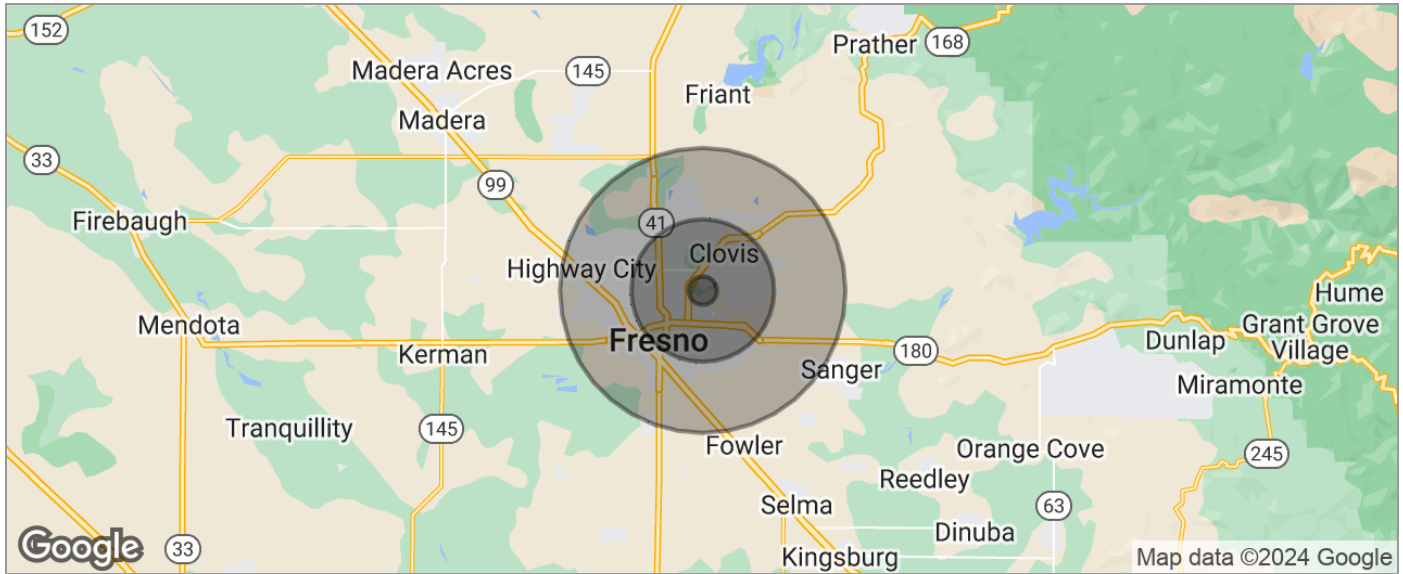 152
Prather
168
Madera Acres
145
Friant
Madera
33
99
Firebaugh
41
Clovis
Highway City
Hume
Mendota
Fresno
Grant Grove
Village
Dunlap
Kerman
180
Sanger
Miramonte
Tranquillity
145
Fowler
Orange Cove
245
Reedley
Selma
63
Dinuba
Google
33
Kingsburg
Map data ©2024 Google